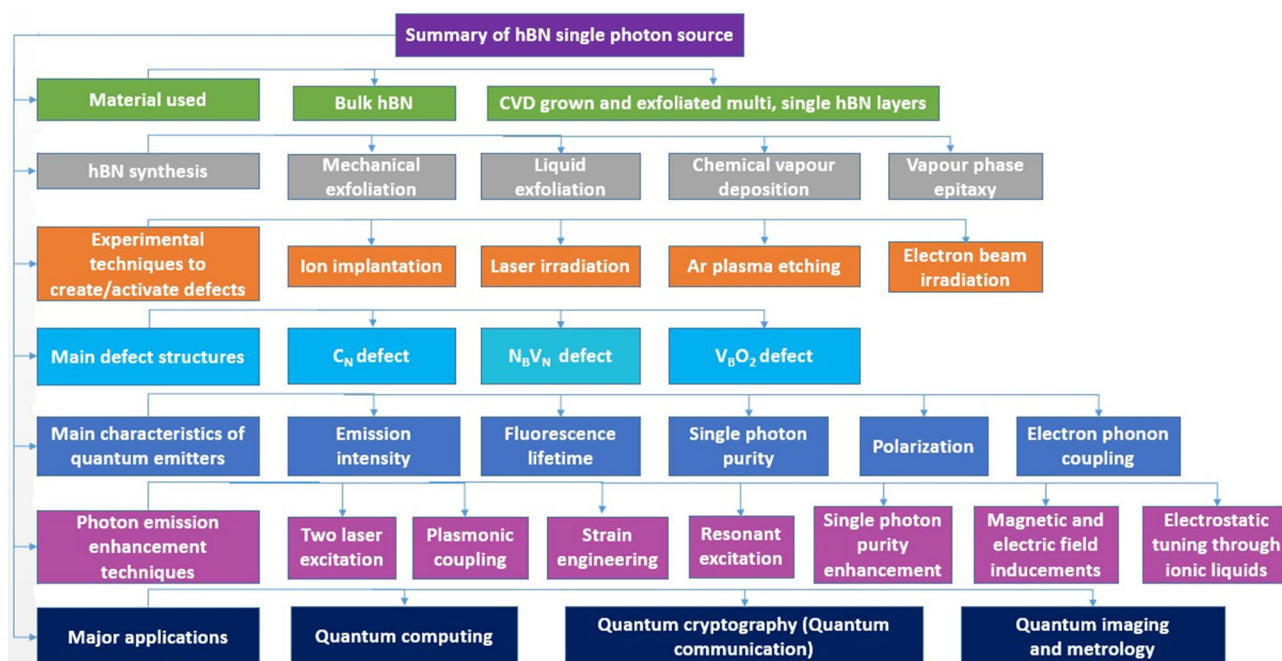 Summary of hBN single photon source
Material used
Bulk hBN
CVD grown and exfoliated multi, single hBN layers
hBN synthesis
Mechanical
exfoliation
Liquid
exfoliation
Chemical vapour
deposition
Vapour phase
epitaxy
Experimental
techniques to
create/activate defects
Ion implantation
Laser irradiation
Ar plasma etching
Electron beam
irradiation
Main defect structures
C_N defect
N_BV_N defect
V_BO_2 defect
Main characteristics of
quantum emitters
Emission
intensity
Fluorescence
lifetime
Single photon
purity
Polarization
Electron phonon
coupling
Photon emission
enhancement
techniques
Two laser
excitation
Plasmonic
coupling
Strain
engineering
Resonant
excitation
Single photon
purity
enhancement
Magnetic and
electric field
inducements
Electrostatic
tuning through
ionic liquids
Major applications
Quantum computing
Quantum cryptography (Quantum
communication)
Quantum imaging
and metrology